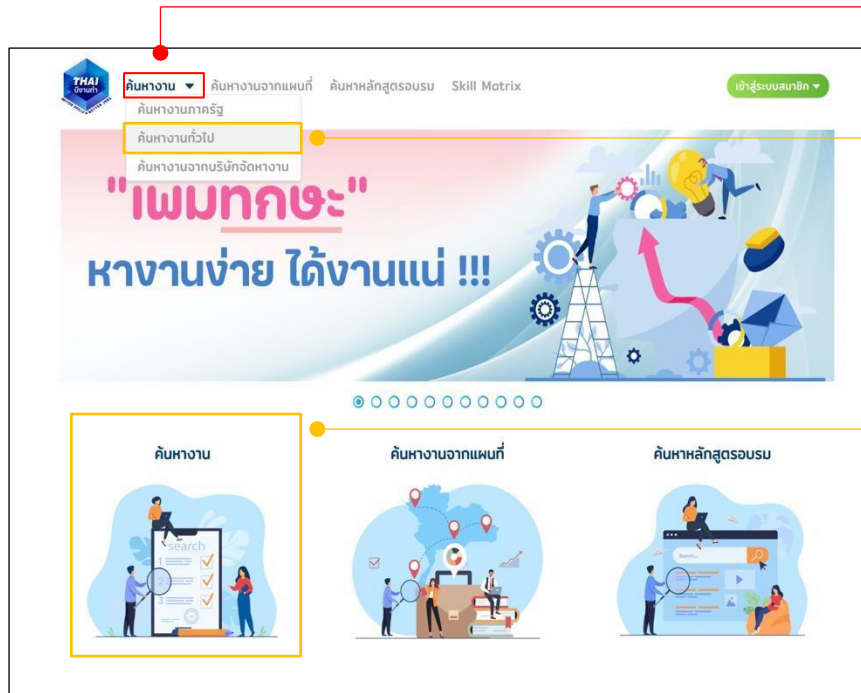 THAI
มีงานทำ
ค้นหางาน
ค้นหางานจากแผนที่
ค้นหาหลักสูตรอบรม
Skill Matrix
เข้าสู่ระบบสมาชิก
ค้นหางานภาครัฐ
ค้นหางานทั่วไป
ค้นหางานจากบริษัทจัดหางาน
"เพิ่มทักษะ"
หางานง่าย ได้งานแน่ !!!
ค้นหางาน
ค้นหางานจากแผนที่
ค้นหาหลักสูตรอบรม
search
1
2
3
Search...